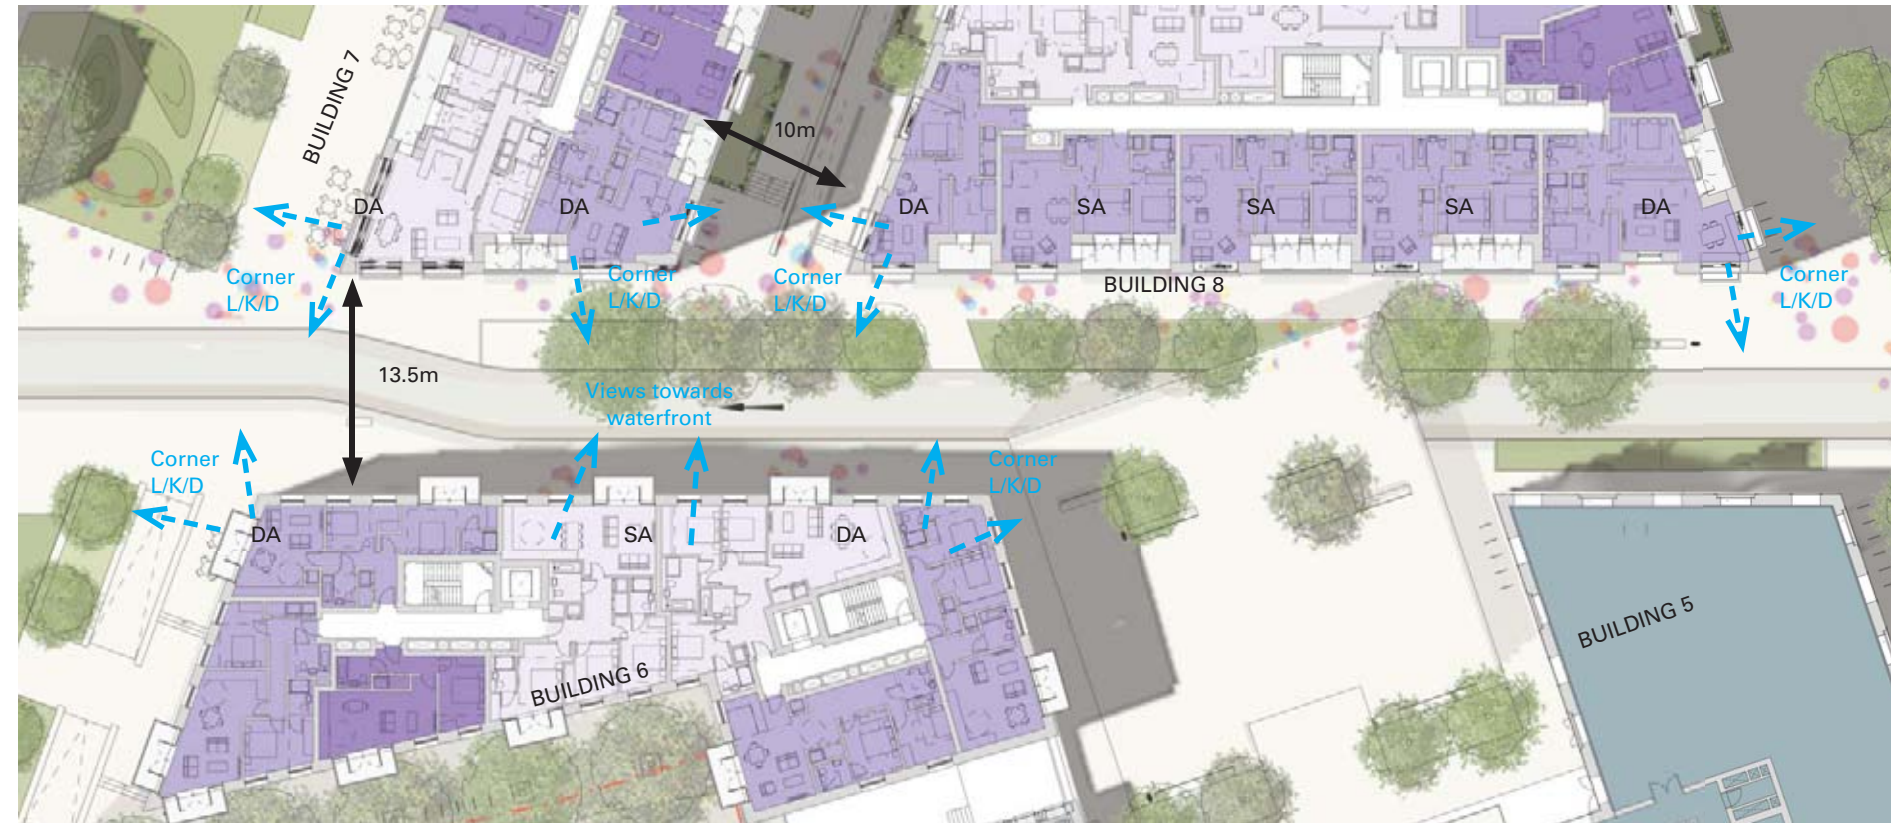 BUILDING 7
10m
DA
DA
DA
SA
SA
SA
DA
Corner
L/K/D
Corner
L/K/D
Corner
L/K/D
BUILDING 8
Corner
L/K/D
13.5m
Views towards
waterfront
Corner
L/K/D
Corner
L/K/D
DA
SA
DA
BUILDING 5
BUILDING 6